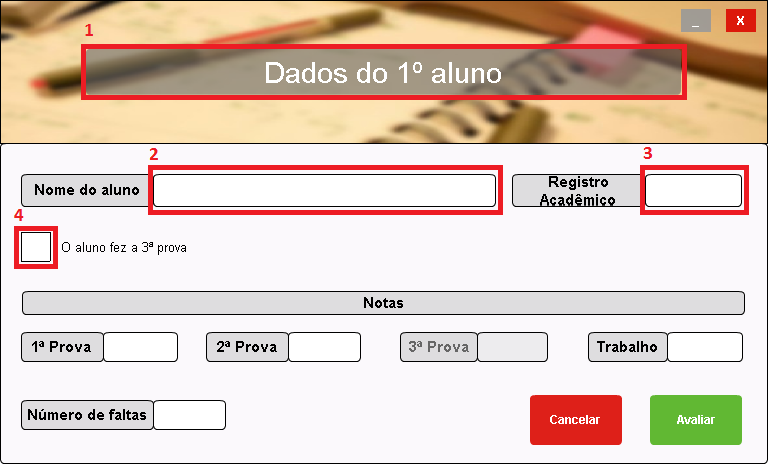 _ X
1
Dados do 1º aluno
2
3
Nome do aluno
Registro
Acadêmico
4
O aluno fez a 3ª prova
Notas
1ª Prova
2ª Prova
3ª Prova
Trabalho
Número de faltas
Cancelar
Avaliar